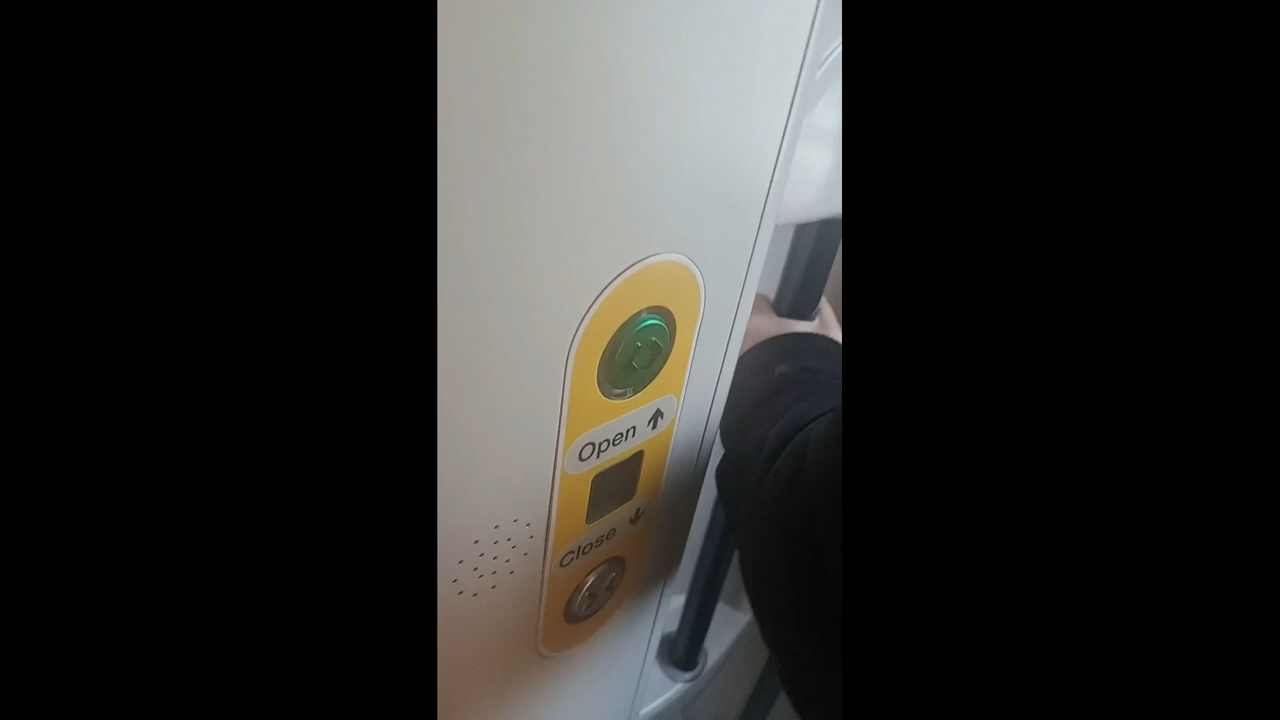 Open ↑
Close ↓